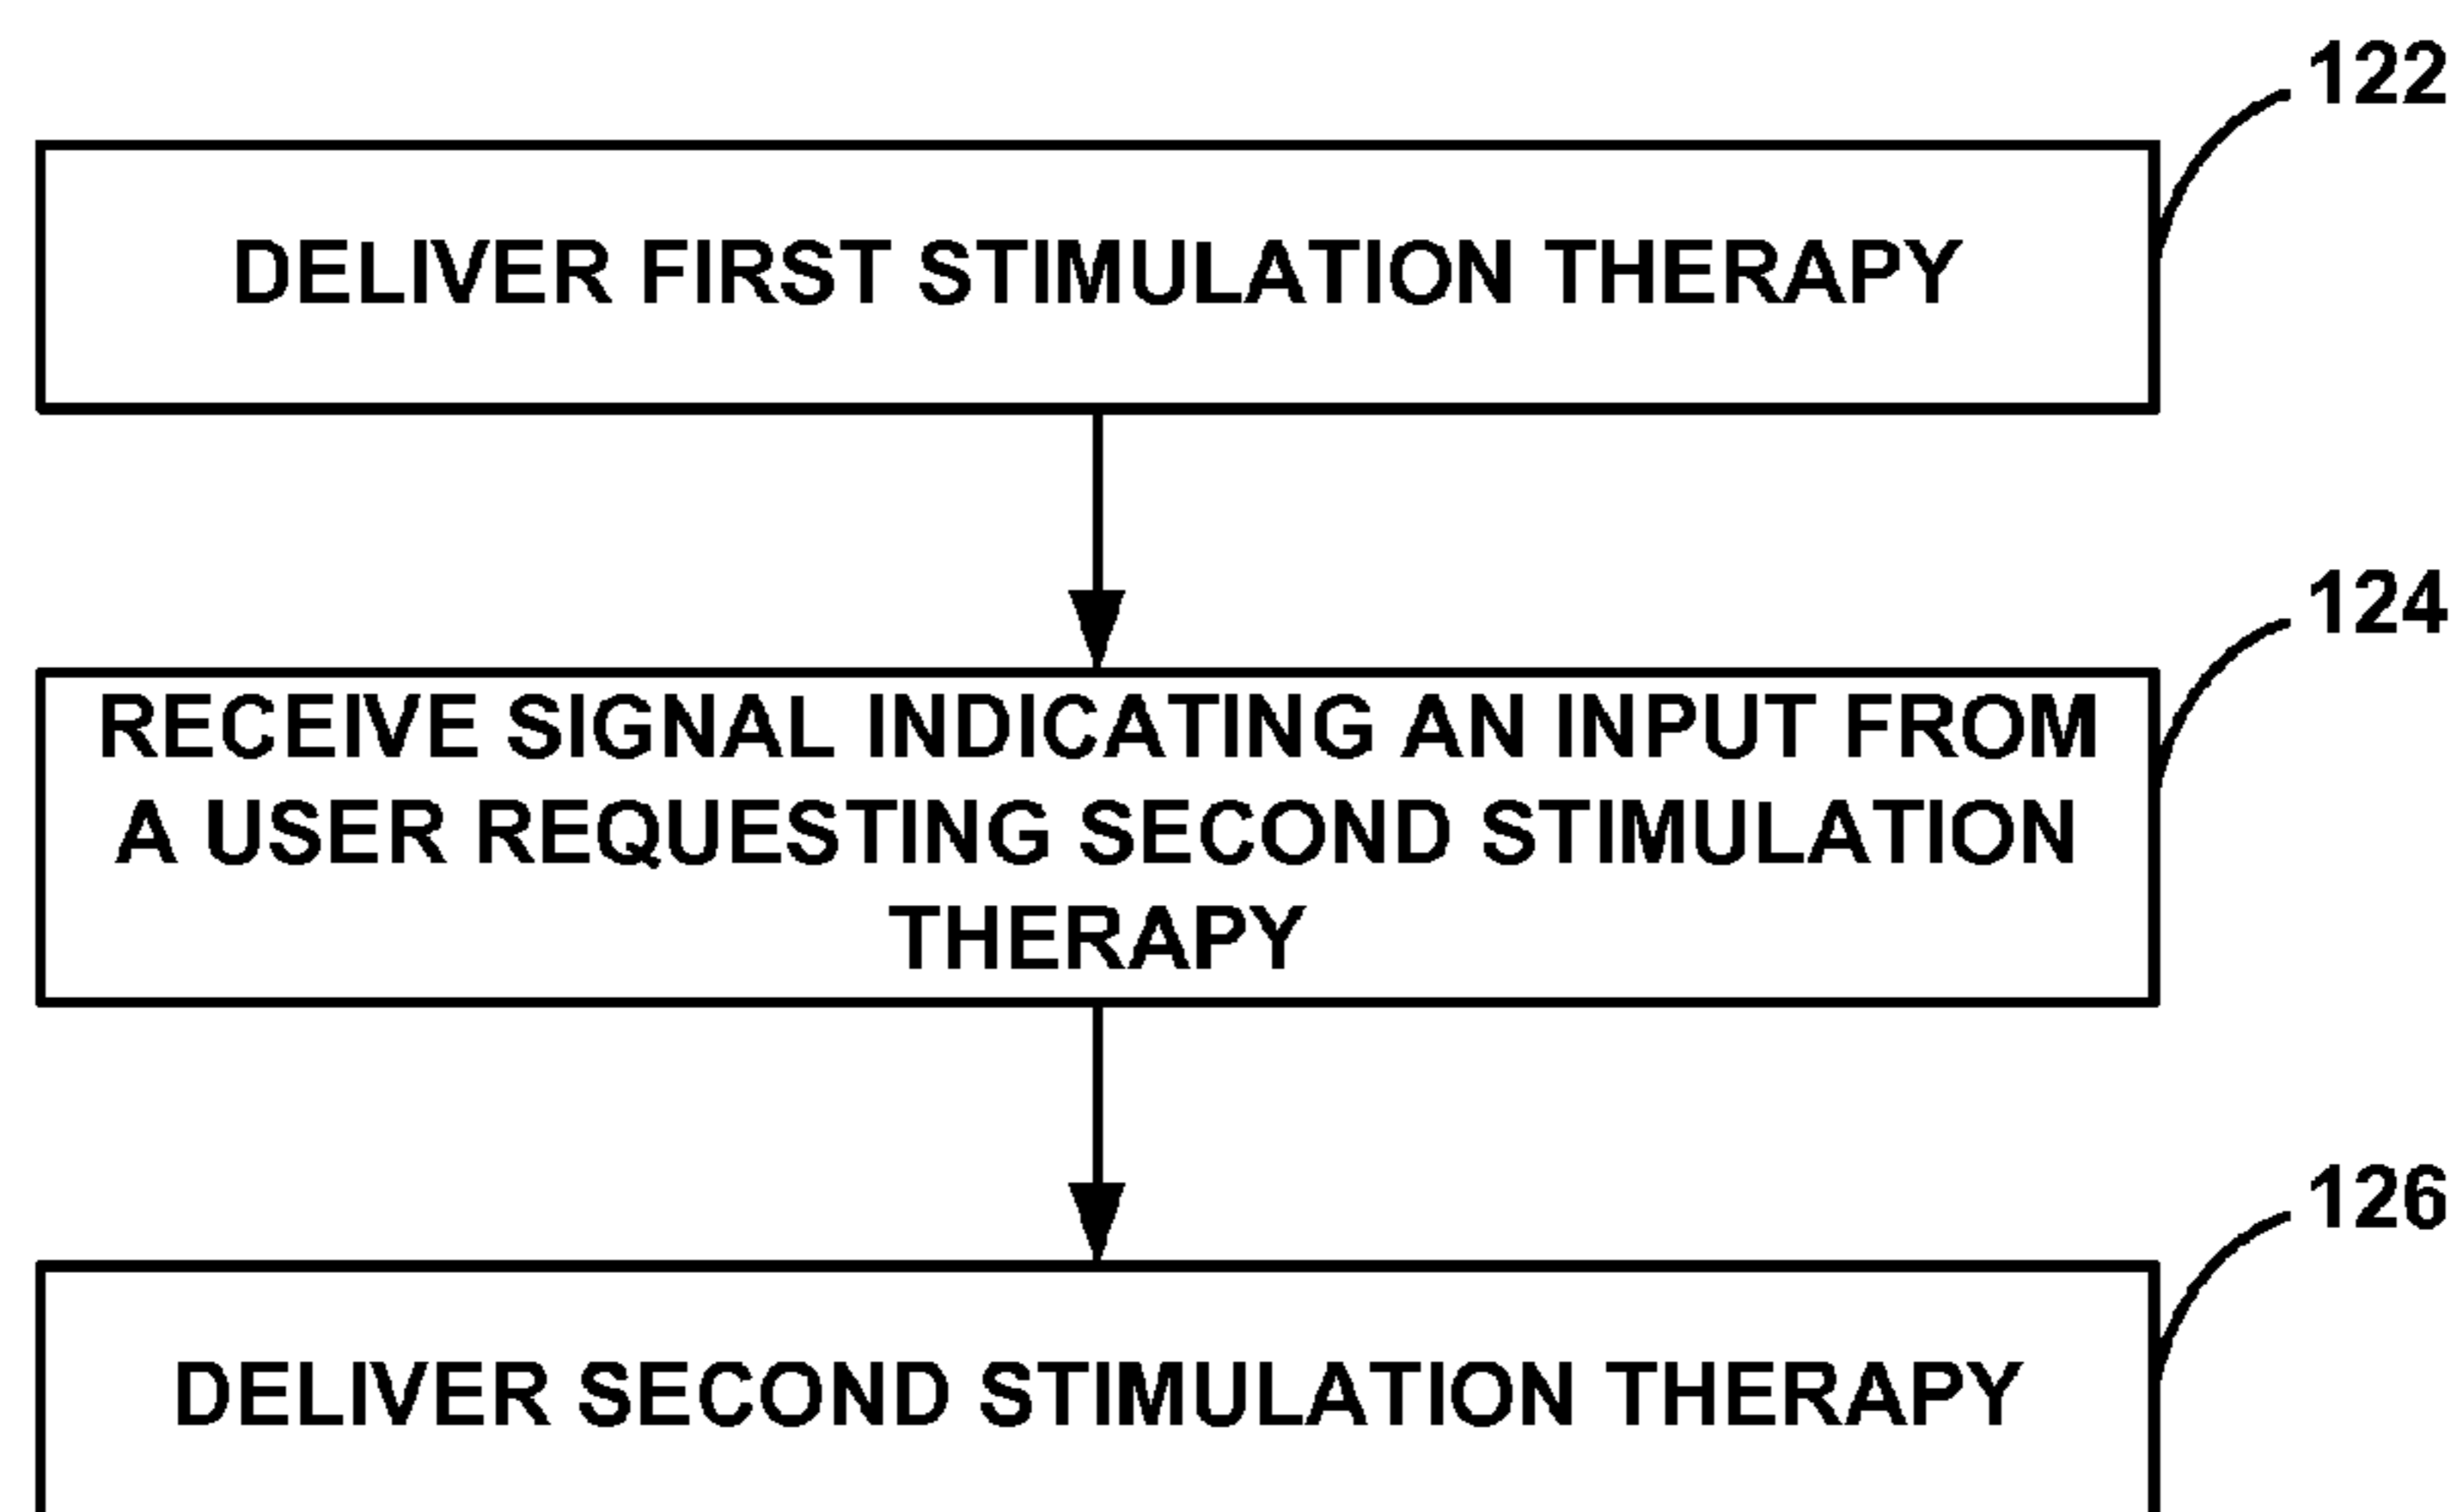 122
DELIVER FIRST STIMULATION THERAPY
124
RECEIVE SIGNAL INDICATING AN INPUT FROM
A USER REQUESTING SECOND STIMULATION
THERAPY
126
DELIVER SECOND STIMULATION THERAPY